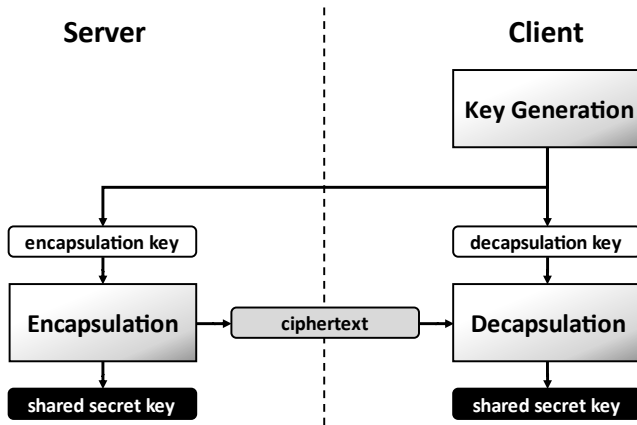 Server
Client
Key Generation
encapsulation key
decapsulation key
Encapsulation
ciphertext
Decapsulation
shared secret key
shared secret key